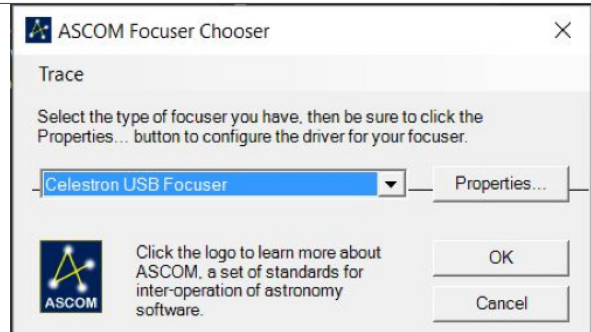 ASCOM Focuser Chooser
Trace
Select the type of focuser you have, then be sure to click the
Properties... button to configure the driver for your focuser.
Celestron USB Focuser
Properties...
Click the logo to learn more about
ASCOM, a set of standards for
inter-operation of astronomy
software.
ASCOM
OK
Cancel